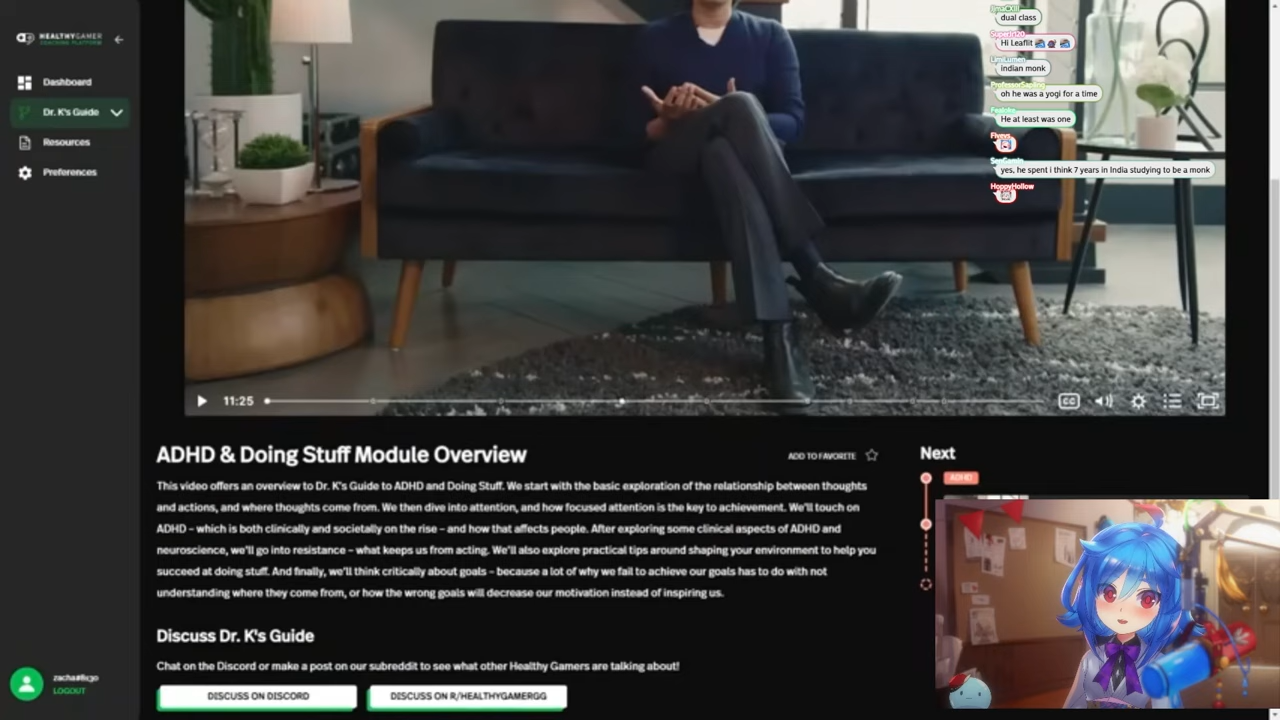 HEALTHYGAMER
COACHING PLATFORM
Dashboard
Dr. K's Guide
Resources
Preferences
LOGOUT
dual class
Hi Leaflit
indian monk
oh he was a yogi for a time
He at least was one
yes, he spent i think 7 years in India studying to be a monk
HoppyHollow
11:25
CC
ADHD & Doing Stuff Module Overview
ADD TO FAVORITE
This video offers an overview to Dr. K's Guide to ADHD and Doing Stuff. We start with the basic exploration of the relationship between thoughts
and actions, and where thoughts come from. We then dive into attention, and how focused attention is the key to achievement. We'll touch on
ADHD – which is both clinically and societally on the rise – and how that affects people. After exploring some clinical aspects of ADHD and
neuroscience, we'll go into resistance – what keeps us from acting. We'll also explore practical tips around shaping your environment to help you
succeed at doing stuff. And finally, we'll think critically about goals – because a lot of why we fail to achieve our goals has to do with not
understanding where they come from, or how the wrong goals will decrease our motivation instead of inspiring us.
Discuss Dr. K's Guide
Chat on the Discord or make a post on our subreddit to see what other Healthy Gamers are talking about!
DISCUSS ON DISCORD
DISCUSS ON R/HEALTHYGAMERGG
Next
ADHD